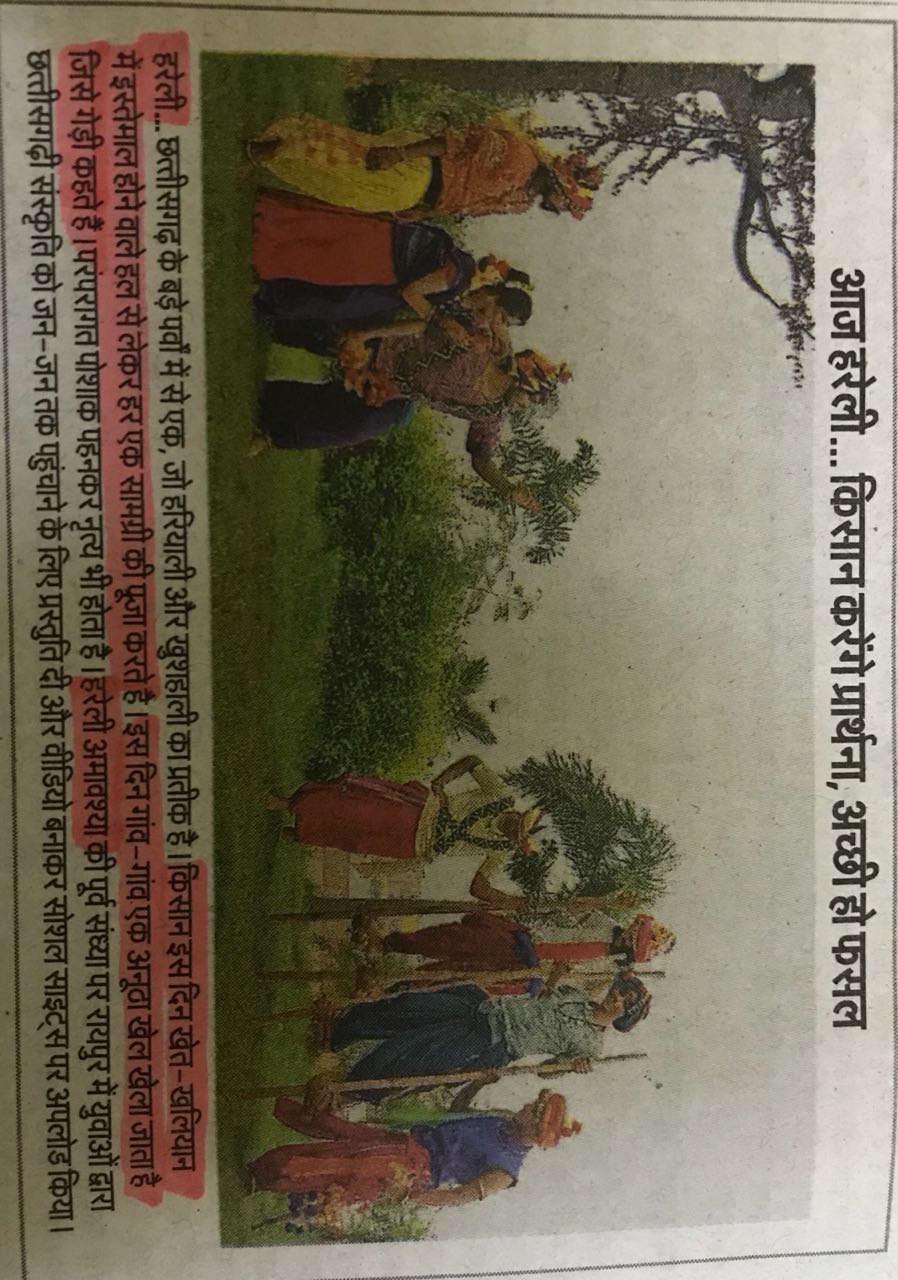 आज हरेली... किसान करेंगे प्रार्थना, अच्छी हो फसल
हरेली... छत्तीसगढ़ के बड़े पर्वों में से एक, जो हरियाली और खुशहाली का प्रतीक है। किसान इस दिन खेत-खलियान
में इस्तेमाल होने वाले हल से लेकर हर एक सामग्री की पूजा करते है। इस दिन गांव-गांव एक अनूठा खेल खेला जाता है
जिसे गेड़ी कहते है। परंपरागत पोशाक पहनकर नृत्य भी होता है। हरेली अमावश्या की पूर्व संध्या पर रायपुर में युवाओं द्वारा
छत्तीसगढ़ी संस्कृति को जन-जन तक पहुंचाने के लिए प्रस्तुति दी और वीडियो बनाकर सोशल साइट्स पर अपलोड किया।